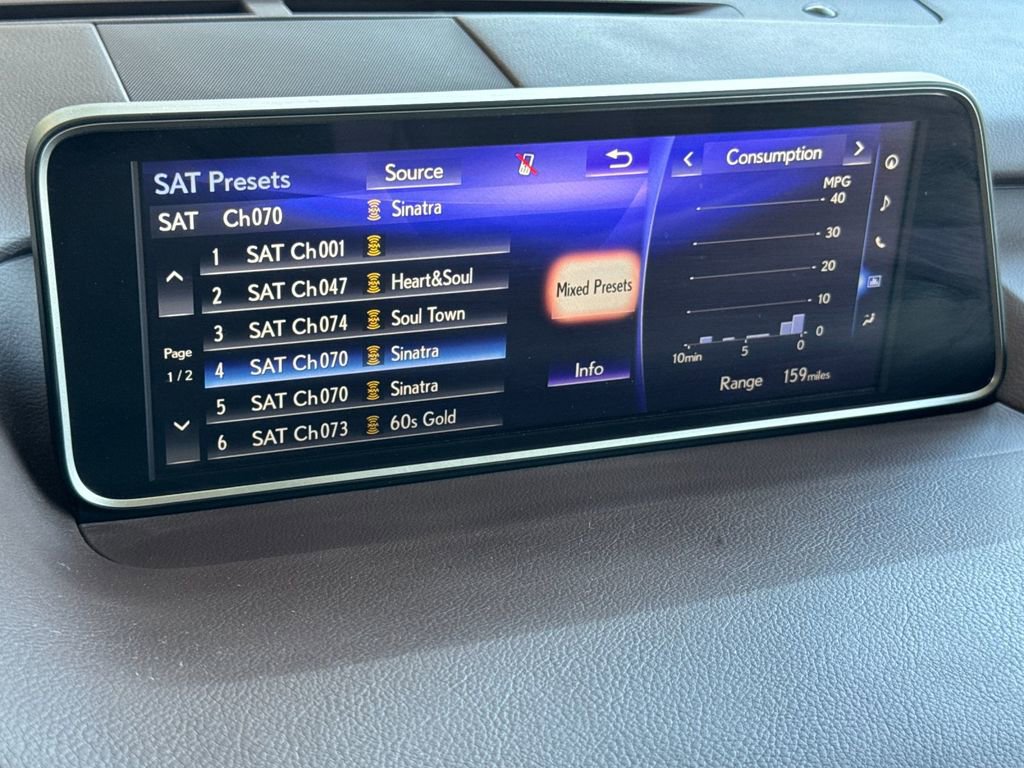 SAT Presets
Source
SAT Ch070 Sinatra
1 SAT Ch001
2 SAT Ch047 Heart&Soul
3 SAT Ch074 Soul Town
4 SAT Ch070 Sinatra
5 SAT Ch070 Sinatra
6 SAT Ch073 60s Gold
Page
1/2
Mixed Presets
Info
Consumption
MPG
40
30
20
10
0
10min 5 0
Range 159miles